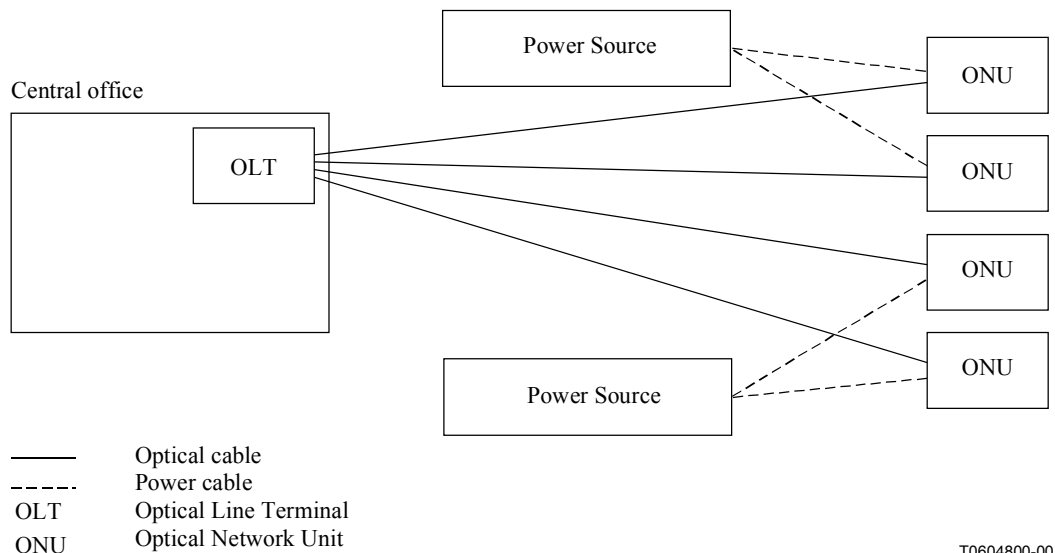 Power Source
ONU
Central office
OLT
ONU
ONU
ONU
Power Source
Optical cable
Power cable
OLT Optical Line Terminal
ONU Optical Network Unit
T0604800-00